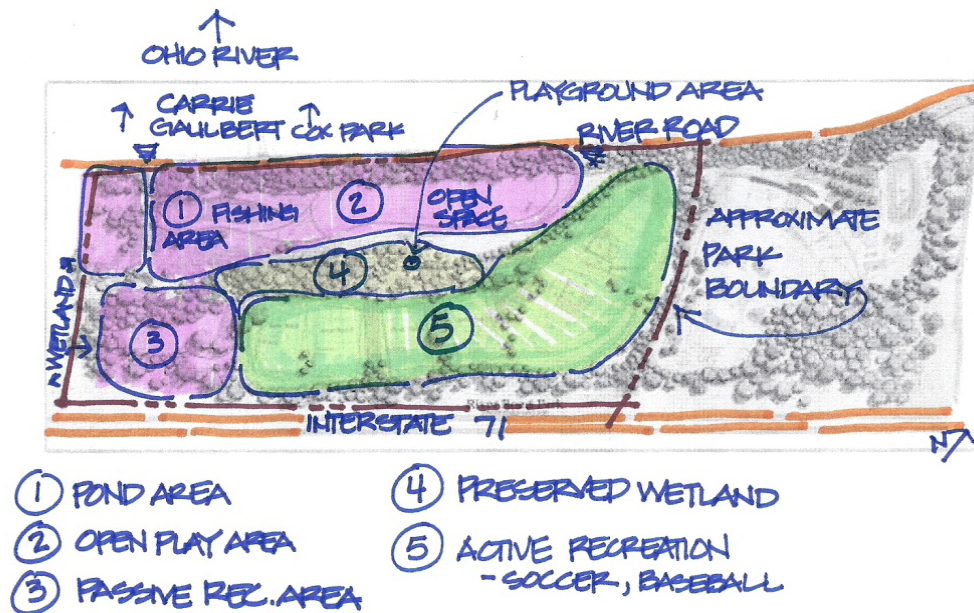 OHIO RIVER
CARRIE
GAULBERT COX PARK
PLAYGROUND AREA
RIVER ROAD
1 FISHING
AREA
2
OPEN
SPACE
APPROXIMATE
PARK
BOUNDARY
WETLAND
4
3
5
INTERSTATE 71
N
1 POND AREA
2 OPEN PLAY AREA
3 PASSIVE REC. AREA
4 PRESERVED WETLAND
5 ACTIVE RECREATION
- SOCCER, BASEBALL